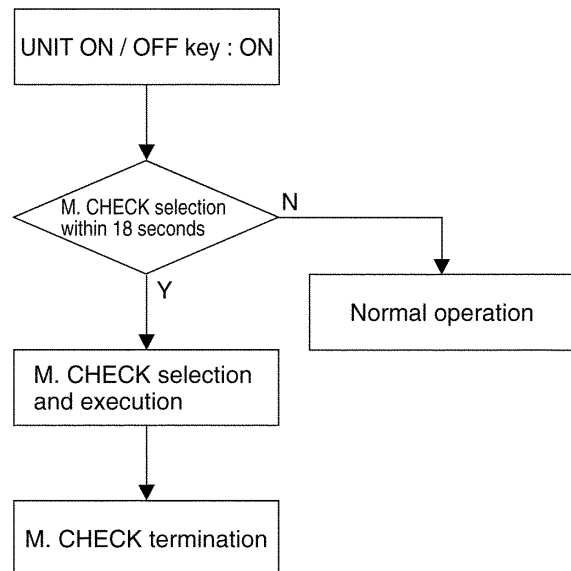 UNIT ON / OFF key : ON
M. CHECK selection
within 18 seconds
N
Y
Normal operation
M. CHECK selection
and execution
M. CHECK termination